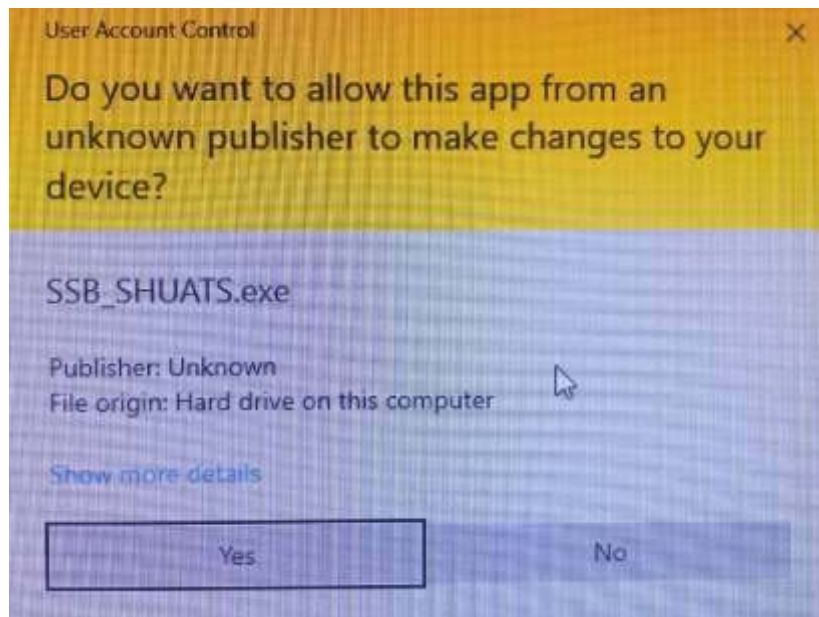 User Account Control
Do you want to allow this app from an
unknown publisher to make changes to your
device?
SSB_SHUATS.exe
Publisher: Unknown
File origin: Hard drive on this computer
Show more details
Yes
No